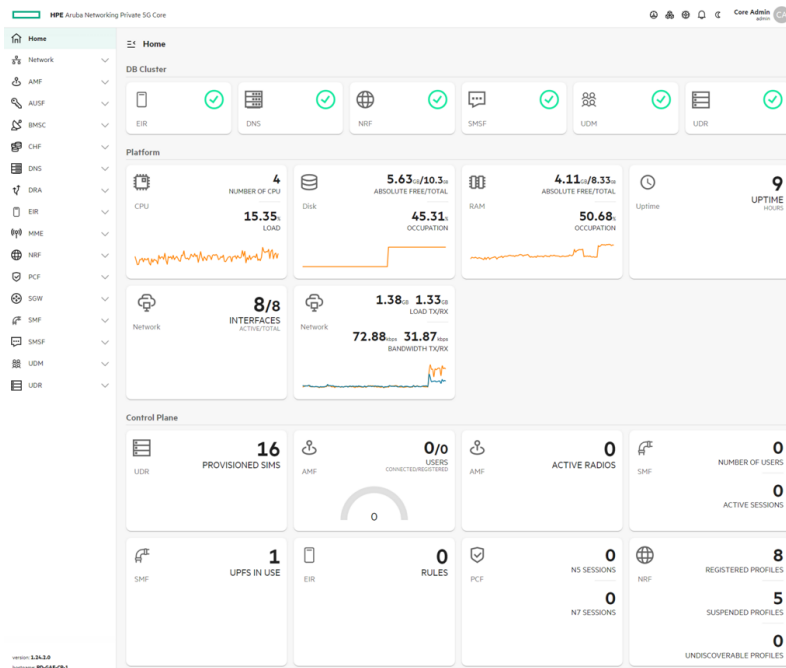 HPE Aruba Networking Private 5G Core
Core Admin
admin
CA
Home
Network
AMF
AUSF
BMSC
CHF
DNS
DRA
EIR
MME
NRF
PCF
SGW
SMF
SMSF
UDM
UDR
version: 1.24.2.0
Home
DB Cluster
EIR
DNS
NRF
SMSF
UDM
UDR
Platform
CPU
4
NUMBER OF CPU
15.35%
LOAD
Disk
5.63GB/10.3GB
ABSOLUTE FREE/TOTAL
45.31%
OCCUPATION
RAM
4.11GB/8.33GB
ABSOLUTE FREE/TOTAL
50.68%
OCCUPATION
Uptime
9
UPTIME
HOURS
Network
8/8
INTERFACES
ACTIVE/TOTAL
Network
1.38GB 1.33GB
LOAD TX/RX
72.88kbps 31.87kbps
BANDWIDTH TX/RX
Control Plane
UDR
16
PROVISIONED SIMS
AMF
0/0
USERS
CONNECTED/REGISTERED
0
AMF
0
ACTIVE RADIOS
SMF
0
NUMBER OF USERS
0
ACTIVE SESSIONS
SMF
1
UPFS IN USE
EIR
0
RULES
PCF
0
N5 SESSIONS
0
N7 SESSIONS
NRF
8
REGISTERED PROFILES
5
SUSPENDED PROFILES
0
UNDISCOVERABLE PROFILES